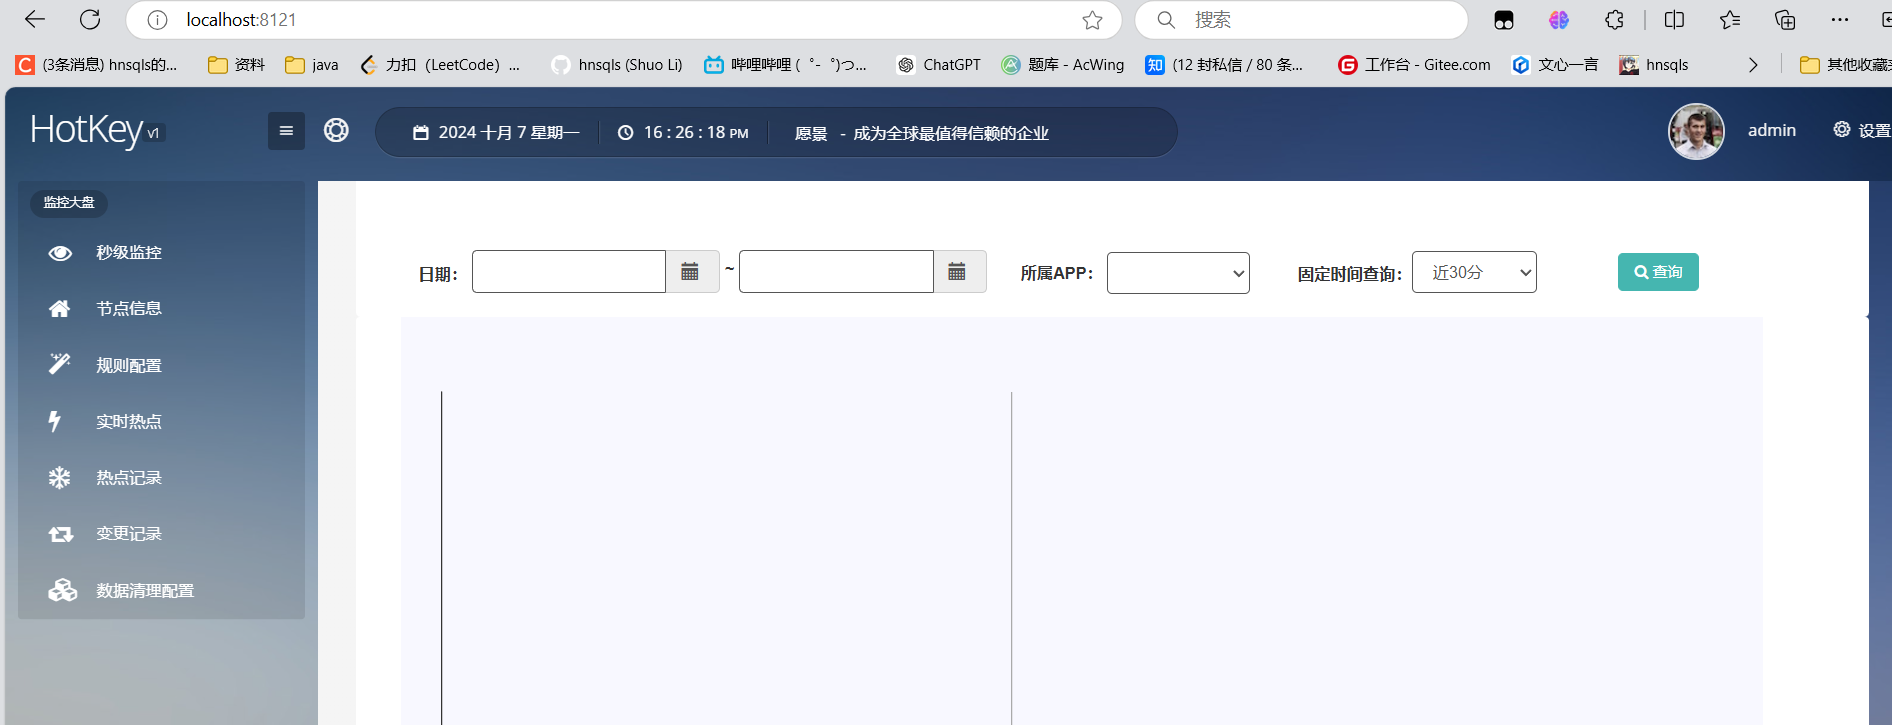 localhost:8121
搜索
(3条消息) hnsqls的...
资料
java
力扣（LeetCode）...
hnsqls (Shuo Li)
哔哩哔哩 ( ゜- ゜)つ...
ChatGPT
题库 - AcWing
(12 封私信 / 80 条...
工作台 - Gitee.com
文心一言
hnsqls
其他收藏夹
HotKey v1
2024 十月 7 星期一
16 : 26 : 18 PM
愿景 - 成为全球最值得信赖的企业
admin
设置
监控大盘
秒级监控
节点信息
规则配置
实时热点
热点记录
变更记录
数据清理配置
日期：
~
所属APP：
固定时间查询：
近30分
查询